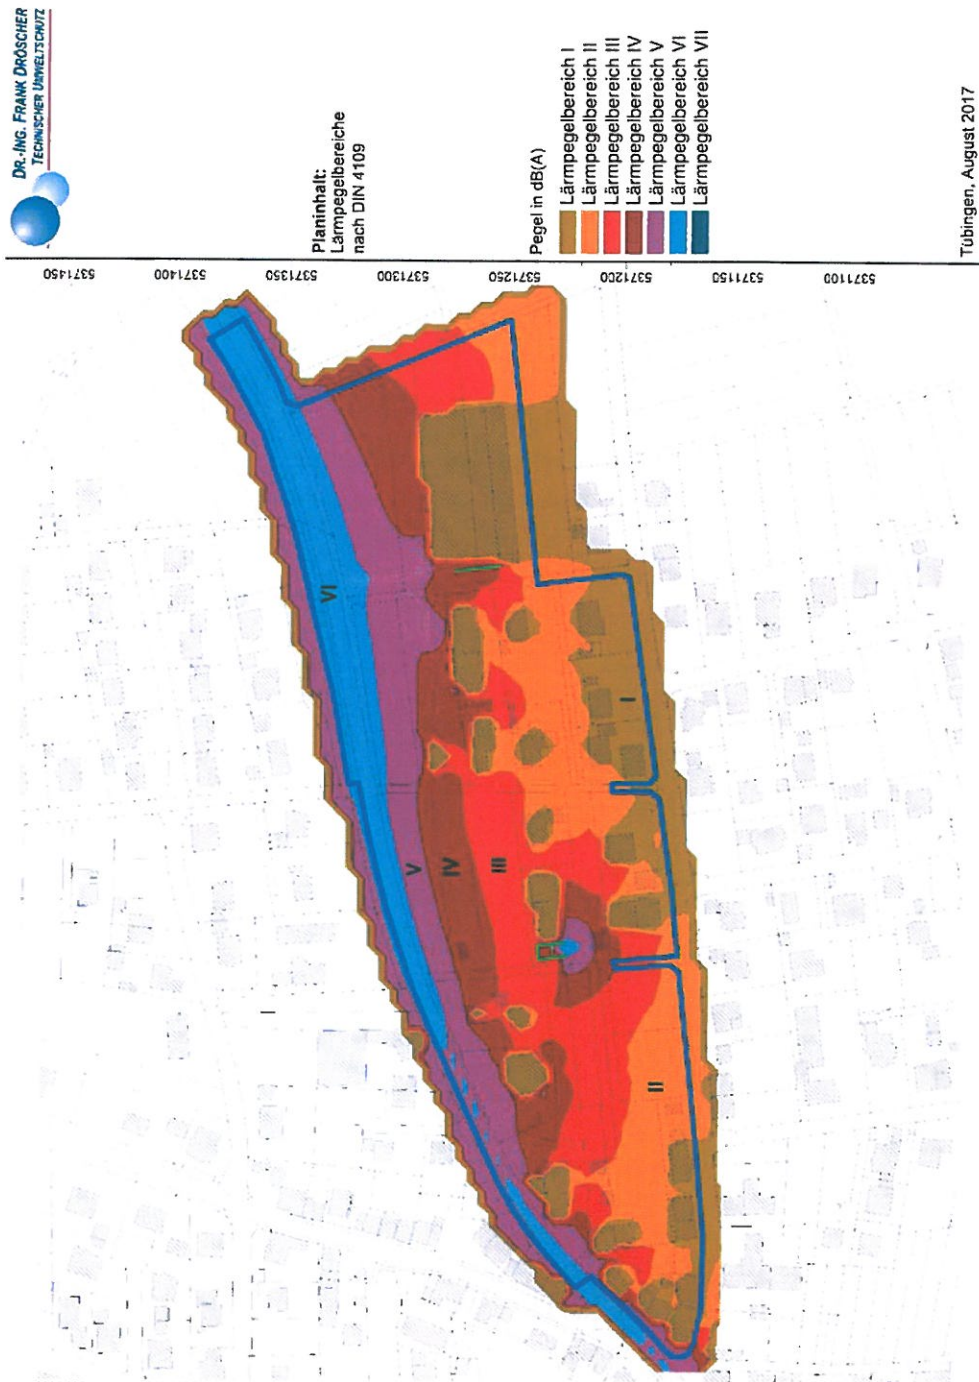 DR.-ING. FRANK DRÖSCHER
TECHNISCHER UMWELTSCHUTZ
Planinhalt:
Lärmpegelbereiche
nach DIN 4109
Pegel in dB(A)
Lärmpegelbereich I
Lärmpegelbereich II
Lärmpegelbereich III
Lärmpegelbereich IV
Lärmpegelbereich V
Lärmpegelbereich VI
Lärmpegelbereich VII
Tübingen, August 2017
5371450
5371400
5371350
5371300
5371250
5371200
5371150
5371100
VI
V
IV
III
II
I